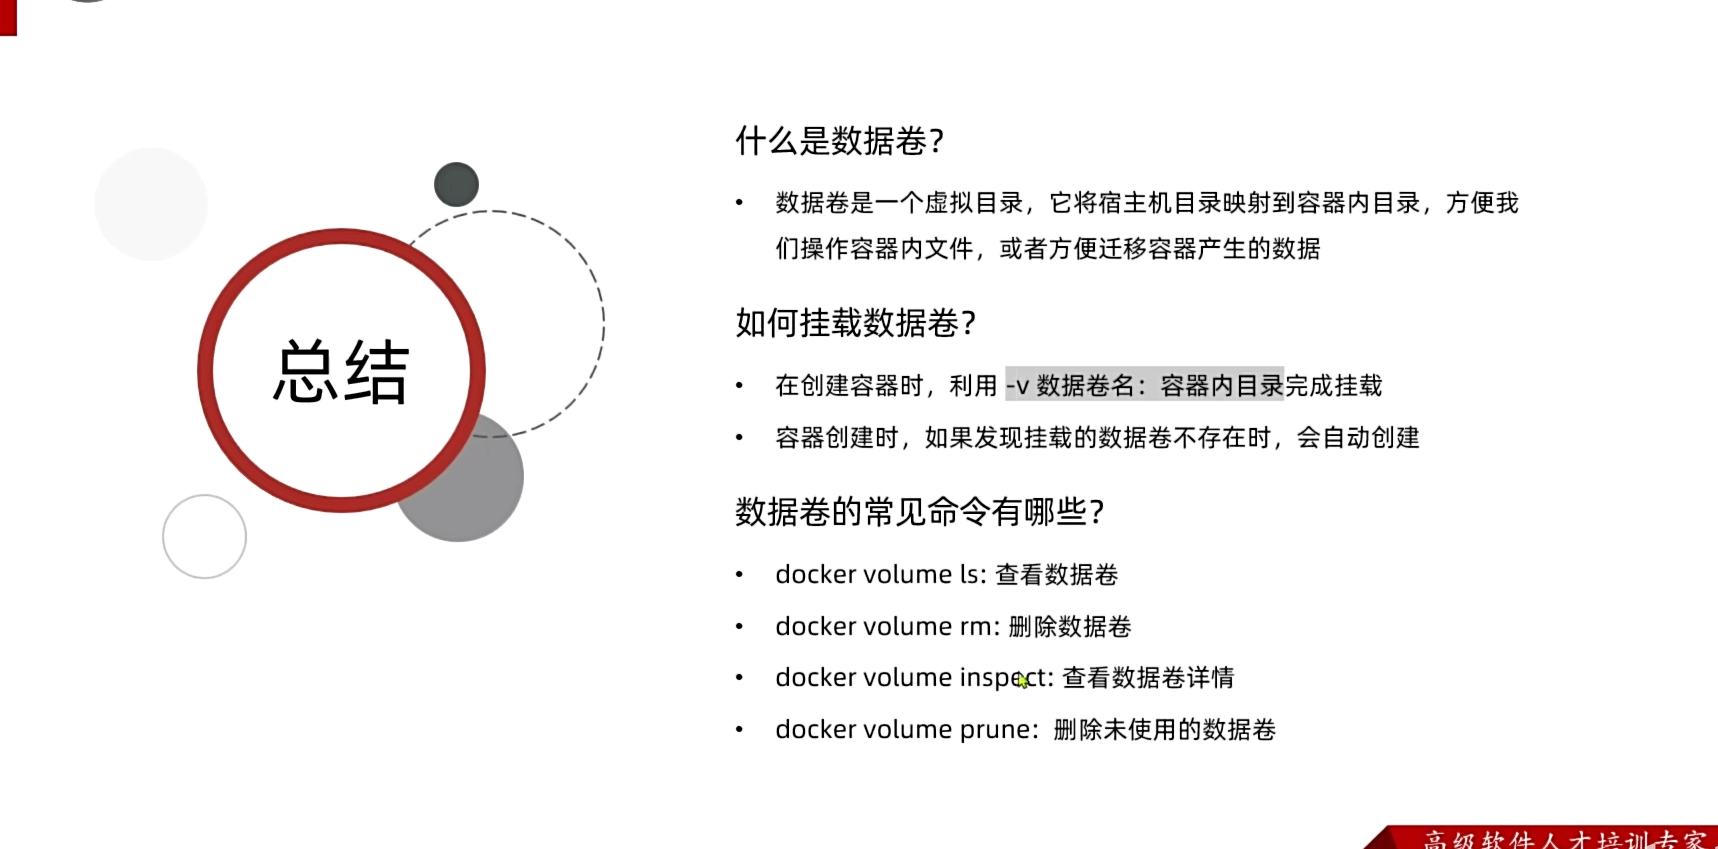 总结
什么是数据卷？
• 数据卷是一个虚拟目录，它将宿主机目录映射到容器内目录，方便我
们操作容器内文件，或者方便迁移容器产生的数据
如何挂载数据卷？
• 在创建容器时，利用 -v 数据卷名：容器内目录完成挂载
• 容器创建时，如果发现挂载的数据卷不存在时，会自动创建
数据卷的常见命令有哪些？
• docker volume ls: 查看数据卷
• docker volume rm: 删除数据卷
• docker volume inspect: 查看数据卷详情
• docker volume prune：删除未使用的数据卷
高级软件人才培训专家